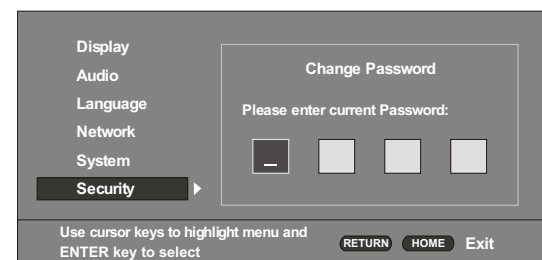 Display
Audio
Language
Network
System
Security
Change Password
Please enter current Password:
_
Use cursor keys to highlight menu and
ENTER key to select
RETURN HOME Exit